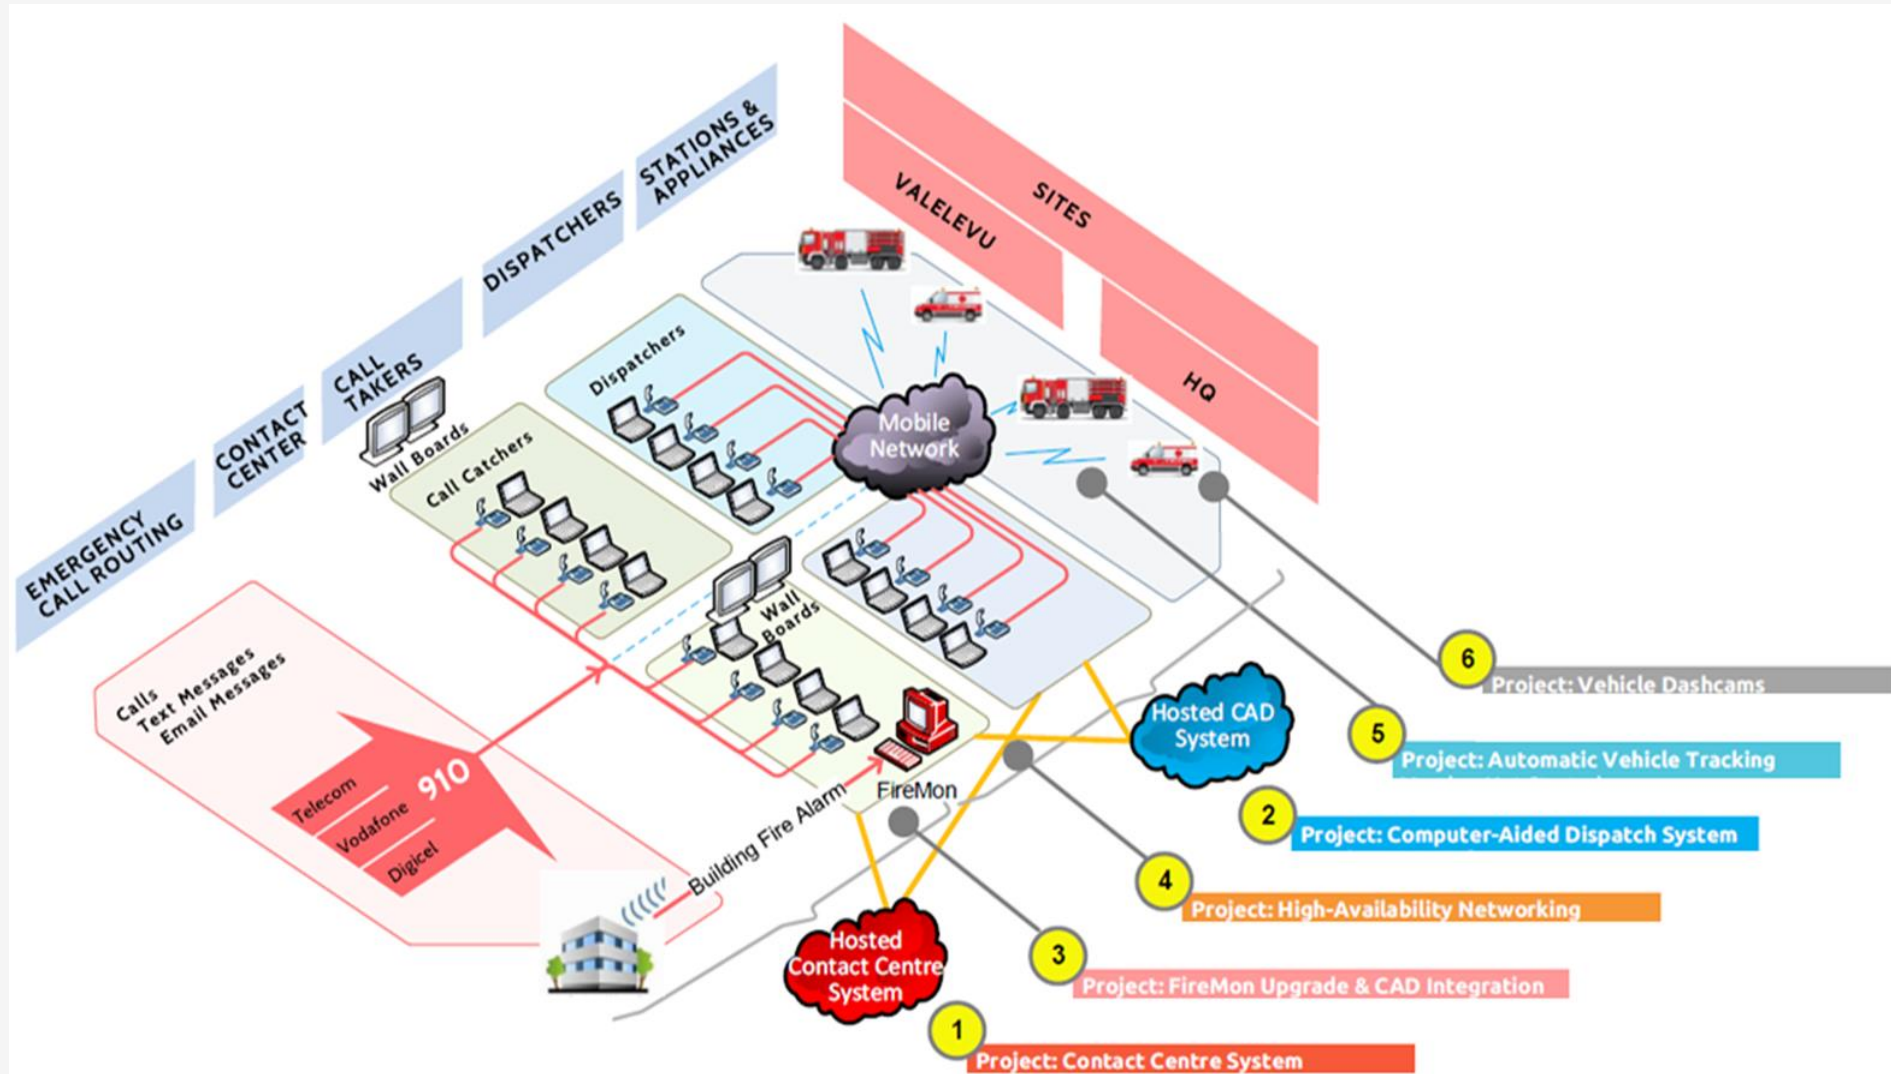 STATIONS &
APPLIANCES
DISPATCHERS
CALL
TAKERS
CONTACT
CENTER
EMERGENCY
CALL ROUTING
SITES
VALELEVU
HQ
Dispatchers
Mobile
Network
Wall Boards
Call Catchers
Wall
Boards
Calls
Text Messages
Email Messages
910
Telecom
Vodafone
Digicel
Building Fire Alarm
FireMon
Hosted CAD
System
Hosted
Contact Centre
System
6
Project: Vehicle Dashcams
5
Project: Automatic Vehicle Tracking
2
Project: Computer-Aided Dispatch System
4
Project: High-Availability Networking
3
Project: FireMon Upgrade & CAD Integration
1
Project: Contact Centre System